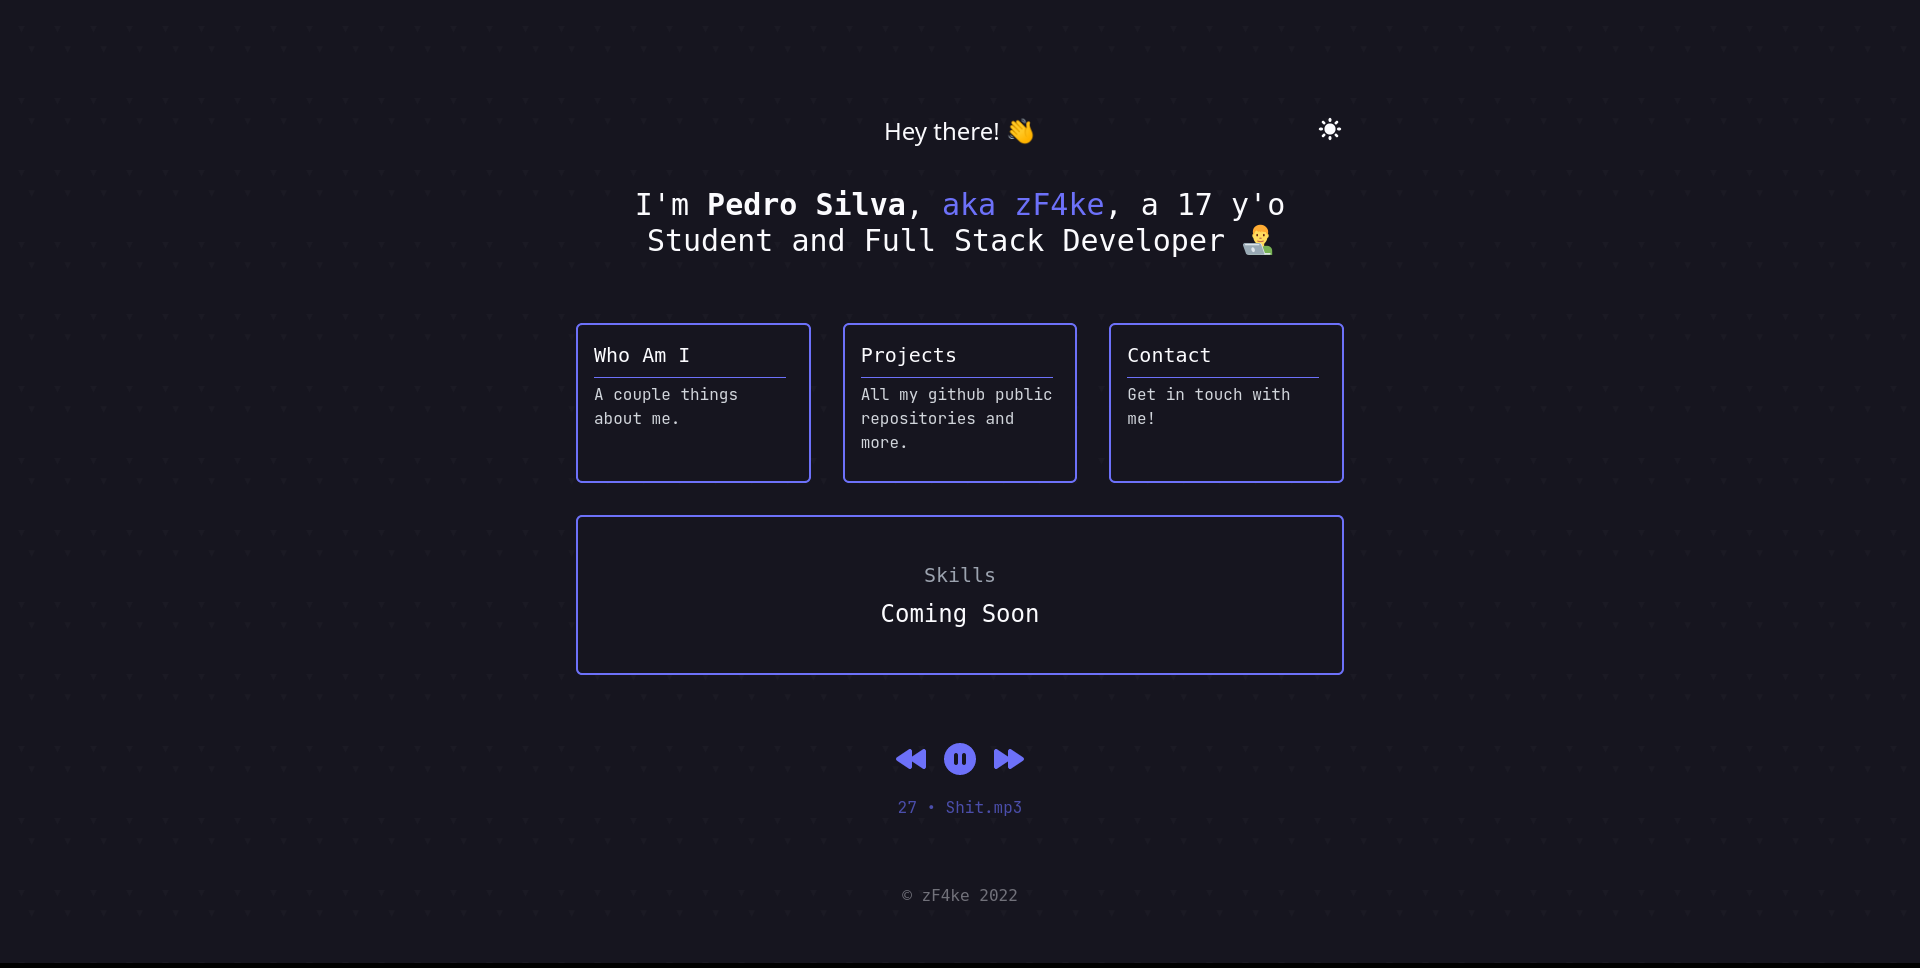 Hey there! 👋
I'm Pedro Silva, aka zF4ke, a 17 y'o
Student and Full Stack Developer 👨‍💻
Who Am I
A couple things
about me.
Projects
All my github public
repositories and
more.
Contact
Get in touch with
me!
Skills
Coming Soon
27 • Shit.mp3
© zF4ke 2022